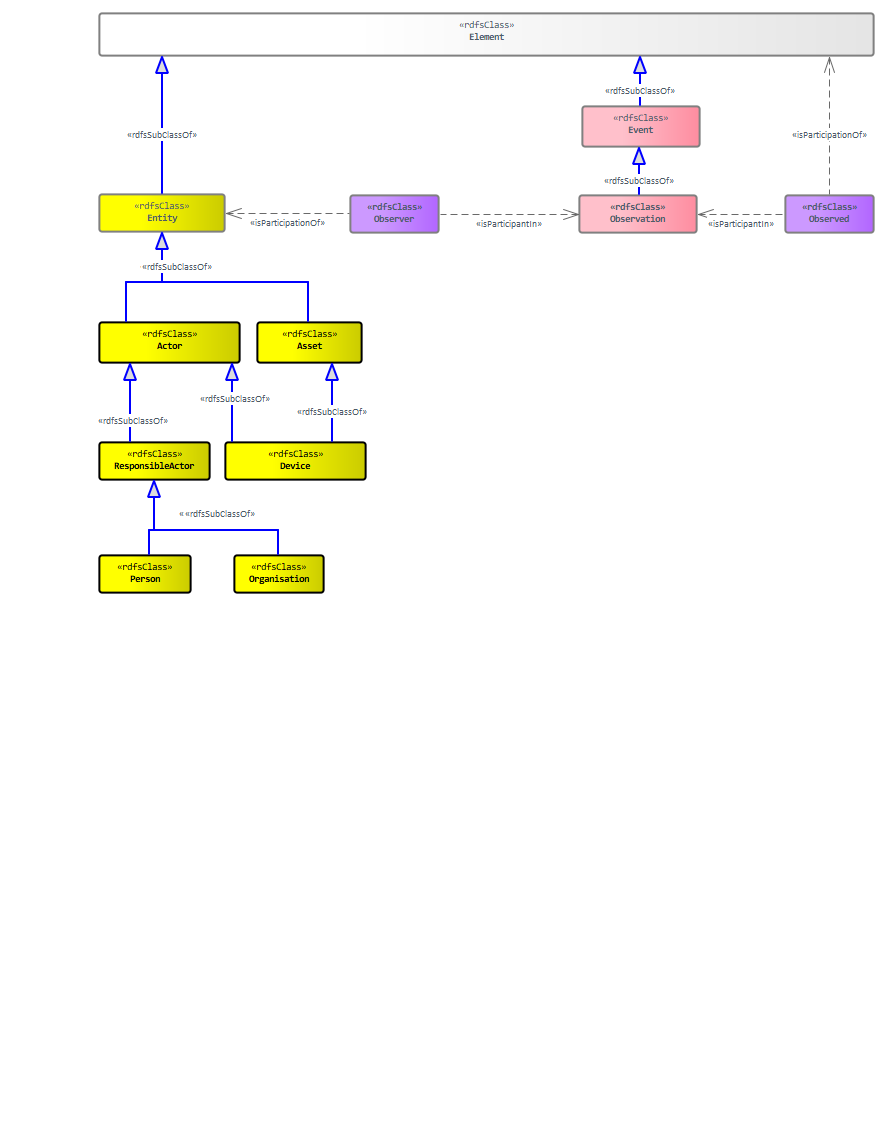 «rdfsClass»
Element
«rdfsSubClassOf»
«rdfsClass»
Event
«rdfsSubClassOf»
«isParticipationOf»
«rdfsSubClassOf»
«rdfsClass»
Entity
«isParticipationOf»
«rdfsClass»
Observer
«isParticipantIn»
«rdfsClass»
Observation
«isParticipantIn»
«rdfsClass»
Observed
«rdfsSubClassOf»
«rdfsClass»
Actor
«rdfsClass»
Asset
«rdfsSubClassOf»
«rdfsSubClassOf»
«rdfsSubClassOf»
«rdfsClass»
ResponsibleActor
«rdfsClass»
Device
« «rdfsSubClassOf»
«rdfsClass»
Person
«rdfsClass»
Organisation